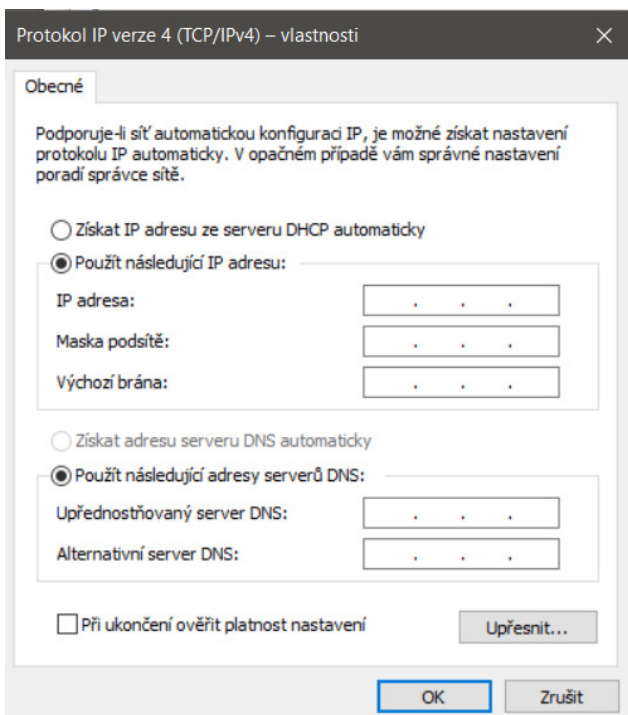 Protokol IP verze 4 (TCP/IPv4) – vlastnosti
Obecné
Podporuje-li síť automatickou konfiguraci IP, je možné získat nastavení
protokolu IP automaticky. V opačném případě vám správné nastavení
poradí správce sítě.
Získat IP adresu ze serveru DHCP automaticky
Použít následující IP adresu:
IP adresa:
Maska podsítě:
Výchozí brána:
Získat adresu serveru DNS automaticky
Použít následující adresy serverů DNS:
Upřednostňovaný server DNS:
Alternativní server DNS:
Při ukončení ověřit platnost nastavení
Upřesnit...
OK
Zrušit